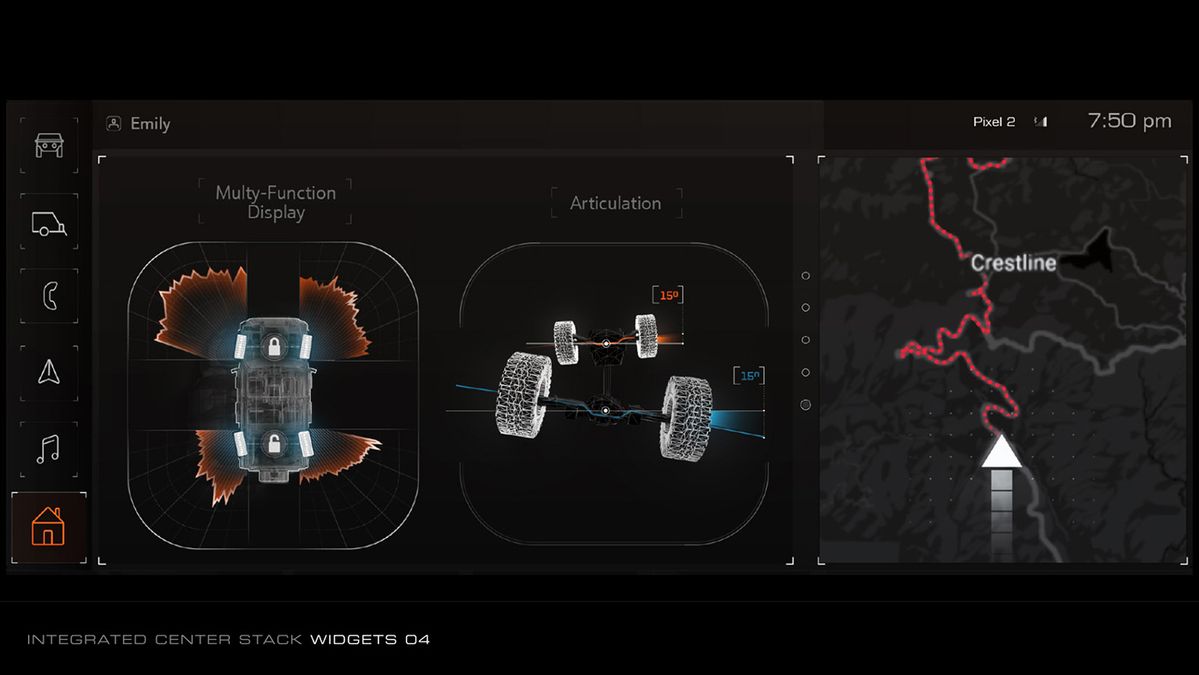 Emily
Pixel 2
7:50 pm
Multy-Function
Display
Articulation
15º
15º
Crestline
INTEGRATED CENTER STACK WIDGETS 04